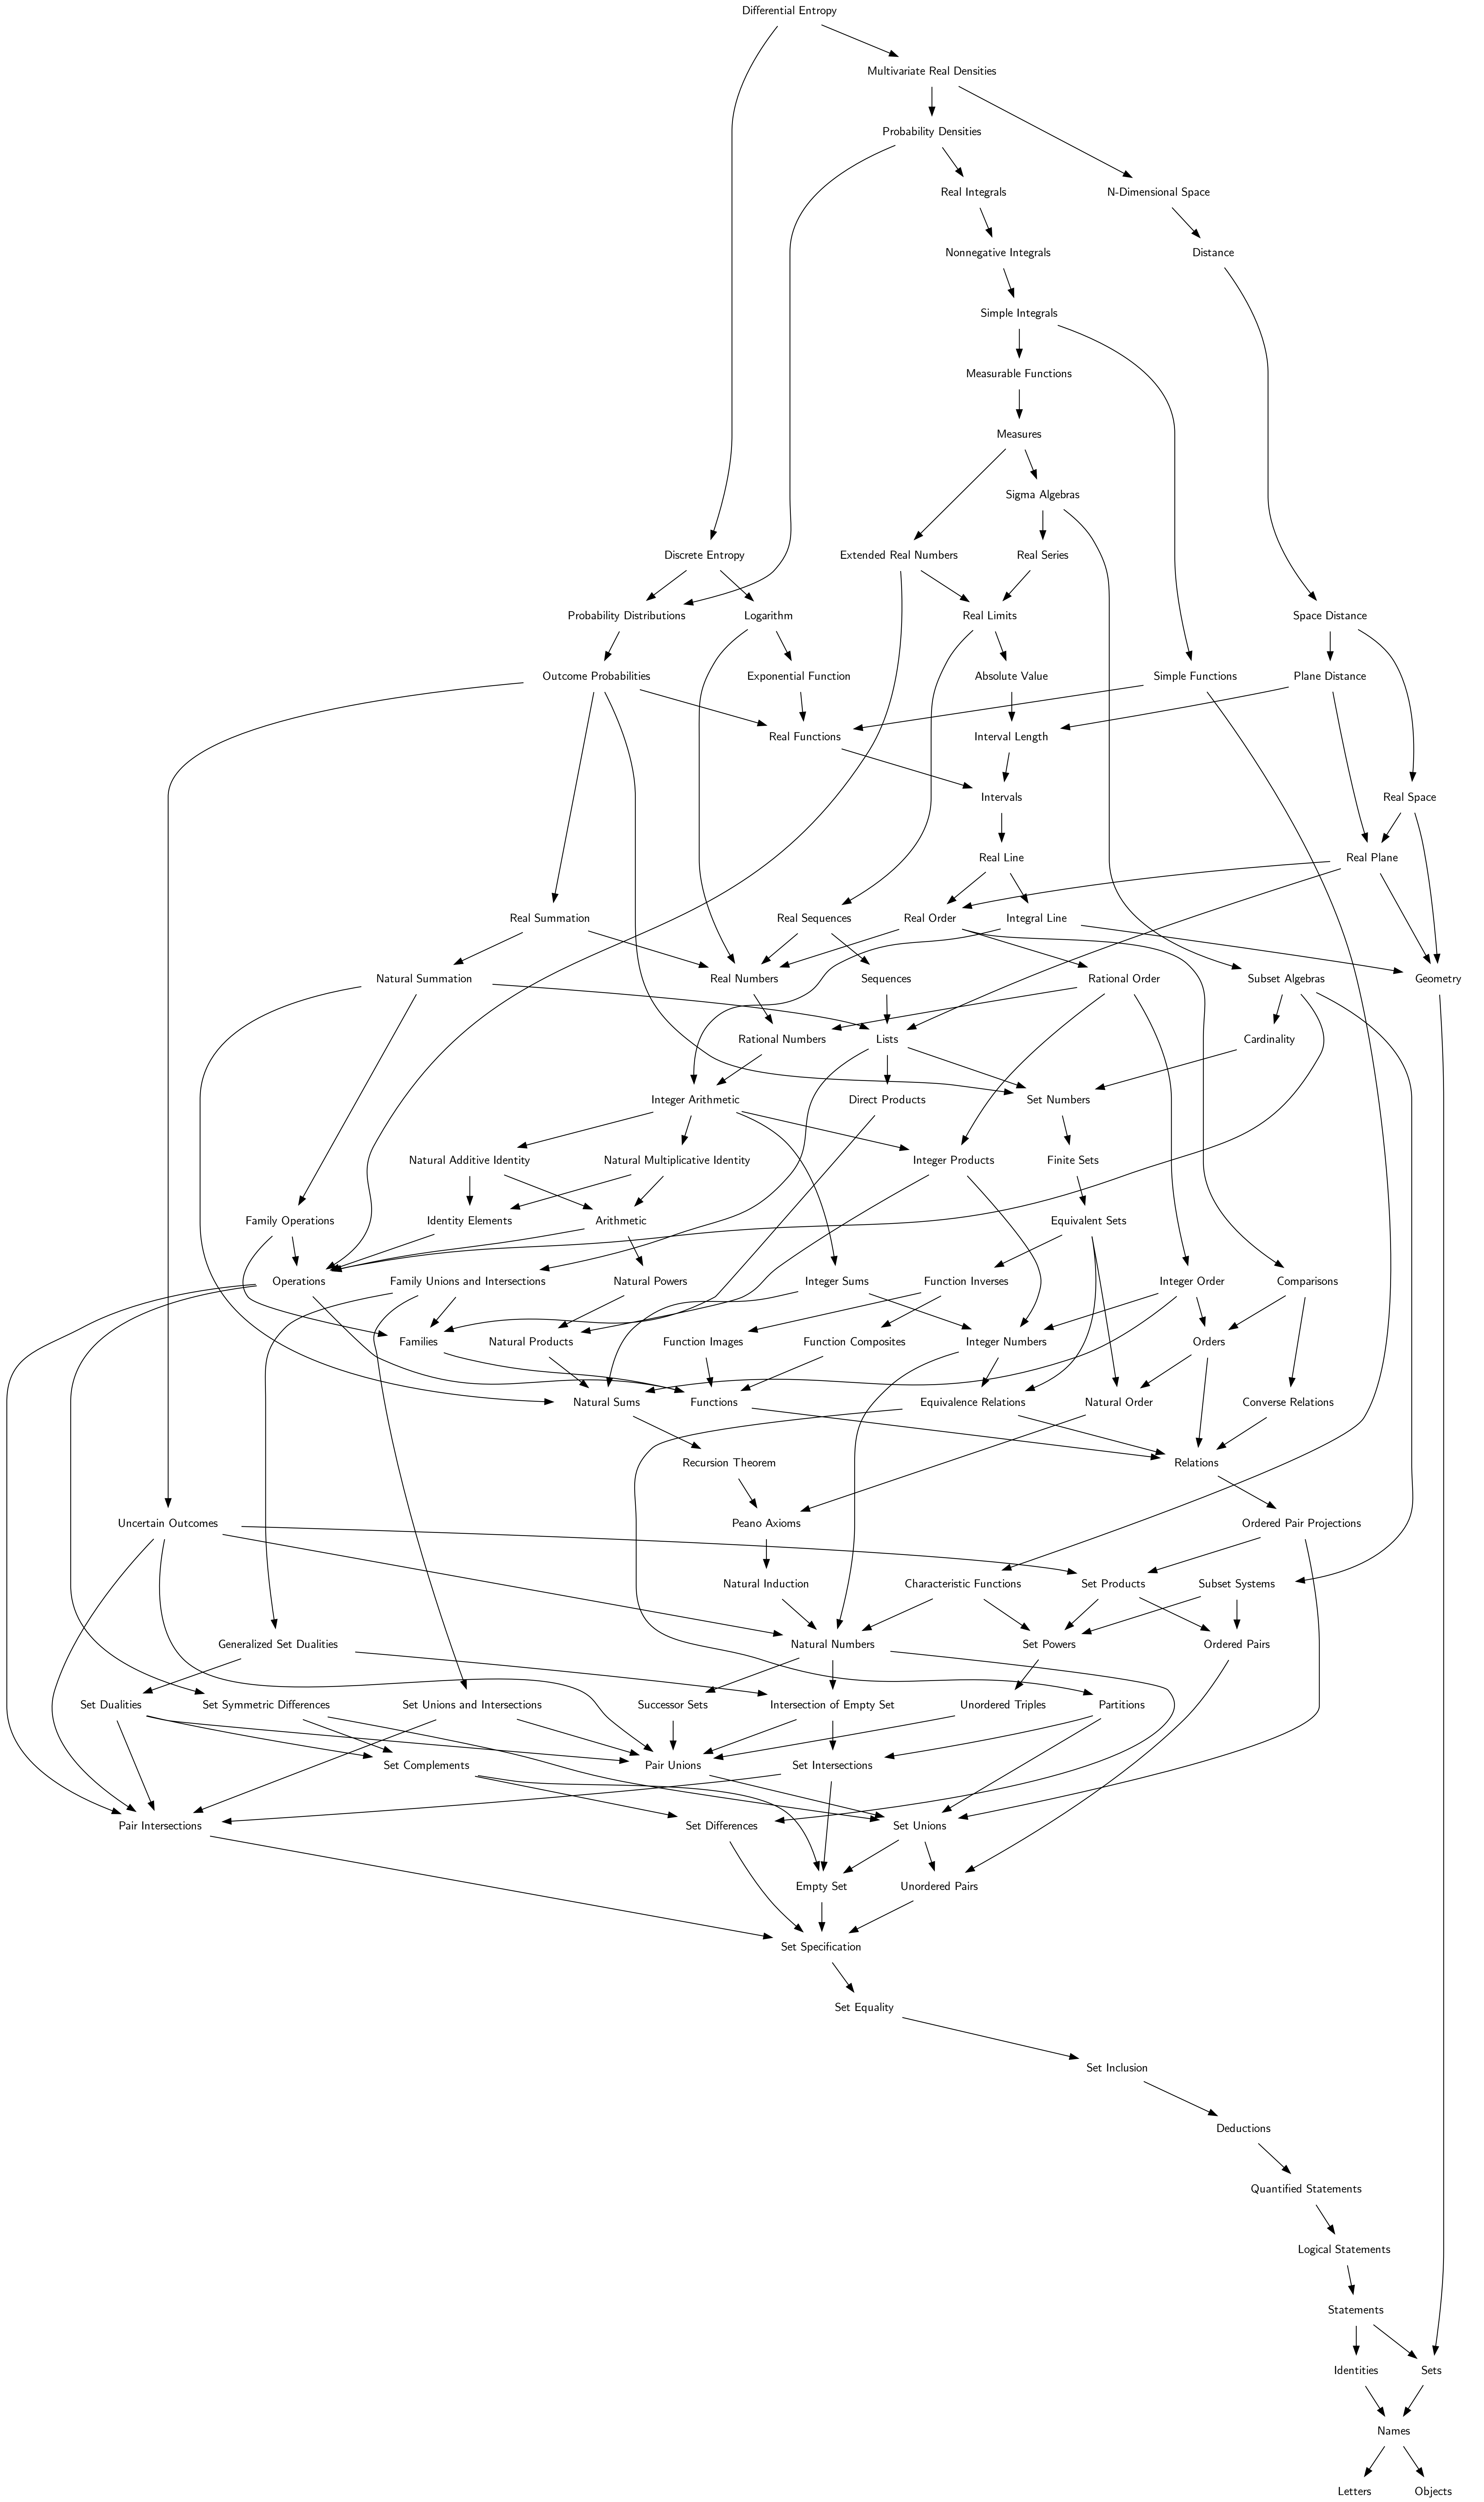 Differential Entropy
Multivariate Real Densities
Probability Densities
Real Integrals
N-Dimensional Space
Nonnegative Integrals
Distance
Simple Integrals
Measurable Functions
Measures
Sigma Algebras
Discrete Entropy
Extended Real Numbers
Real Series
Probability Distributions
Logarithm
Real Limits
Space Distance
Outcome Probabilities
Exponential Function
Absolute Value
Simple Functions
Plane Distance
Real Functions
Interval Length
Intervals
Real Space
Real Line
Real Plane
Real Summation
Real Sequences
Real Order
Integral Line
Natural Summation
Real Numbers
Sequences
Rational Order
Subset Algebras
Geometry
Rational Numbers
Lists
Cardinality
Integer Arithmetic
Direct Products
Set Numbers
Natural Additive Identity
Natural Multiplicative Identity
Integer Products
Finite Sets
Family Operations
Identity Elements
Arithmetic
Equivalent Sets
Operations
Family Unions and Intersections
Natural Powers
Integer Sums
Function Inverses
Integer Order
Comparisons
Families
Natural Products
Function Images
Function Composites
Integer Numbers
Orders
Natural Sums
Functions
Equivalence Relations
Natural Order
Converse Relations
Recursion Theorem
Relations
Uncertain Outcomes
Peano Axioms
Ordered Pair Projections
Natural Induction
Characteristic Functions
Set Products
Subset Systems
Generalized Set Dualities
Natural Numbers
Set Powers
Ordered Pairs
Set Dualities
Set Symmetric Differences
Set Unions and Intersections
Successor Sets
Intersection of Empty Set
Unordered Triples
Partitions
Set Complements
Pair Unions
Set Intersections
Pair Intersections
Set Differences
Set Unions
Empty Set
Unordered Pairs
Set Specification
Set Equality
Set Inclusion
Deductions
Quantified Statements
Logical Statements
Statements
Identities
Sets
Names
Letters
Objects